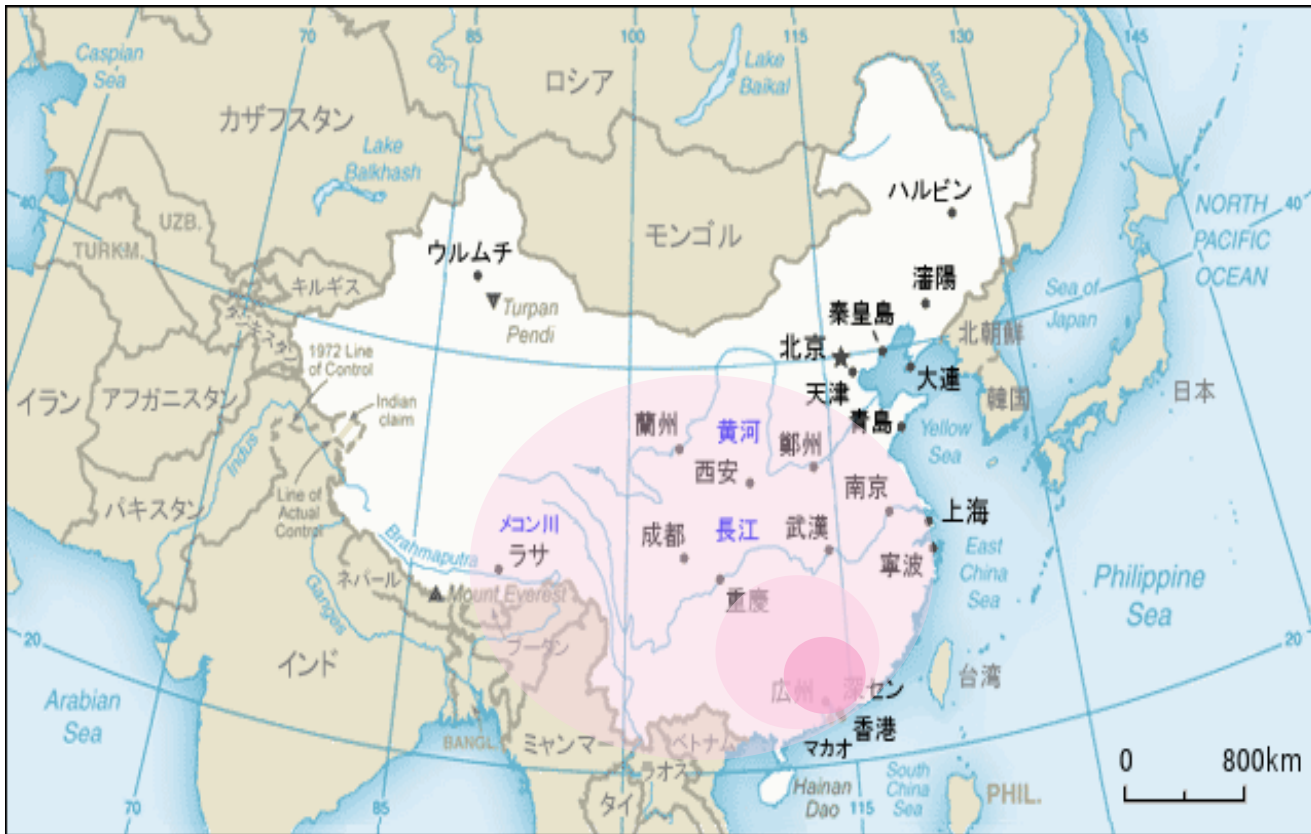 70
85
100
115
130
145
Caspian
Sea
Ob'
ロシア
Lake
Baikal
Amur
カザフスタン
Lake
Balkhash
ハルビン
40
NORTH
PACIFIC
OCEAN
40
UZB.
TURKM.
モンゴル
ウルムチ
瀋陽
キルギス
Turpan
Pendi
秦皇島
Sea of
Japan
北朝鮮
北京
1972 Line
of Control
大連
天津
日本
イラン
アフガニスタン
Indian
claim
韓国
蘭州
黄河
鄭州
青島
Yellow
Sea
Indus
西安
南京
パキスタン
Line of
Actual
Control
メコン川
成都
長江
武漢
上海
ラサ
Brahmaputra
寧波
East
China
Sea
Philippine
Sea
ネパール
Mount Everest
重慶
Ganges
ブータン
20
20
インド
台湾
Arabian
Sea
広州
深セン
香港
マカオ
BANGL.
ミャンマー
ベトナム
ラオス
0
800km
Hainan
Dao
South
China
Sea
PHIL.
タイ
70
85
115